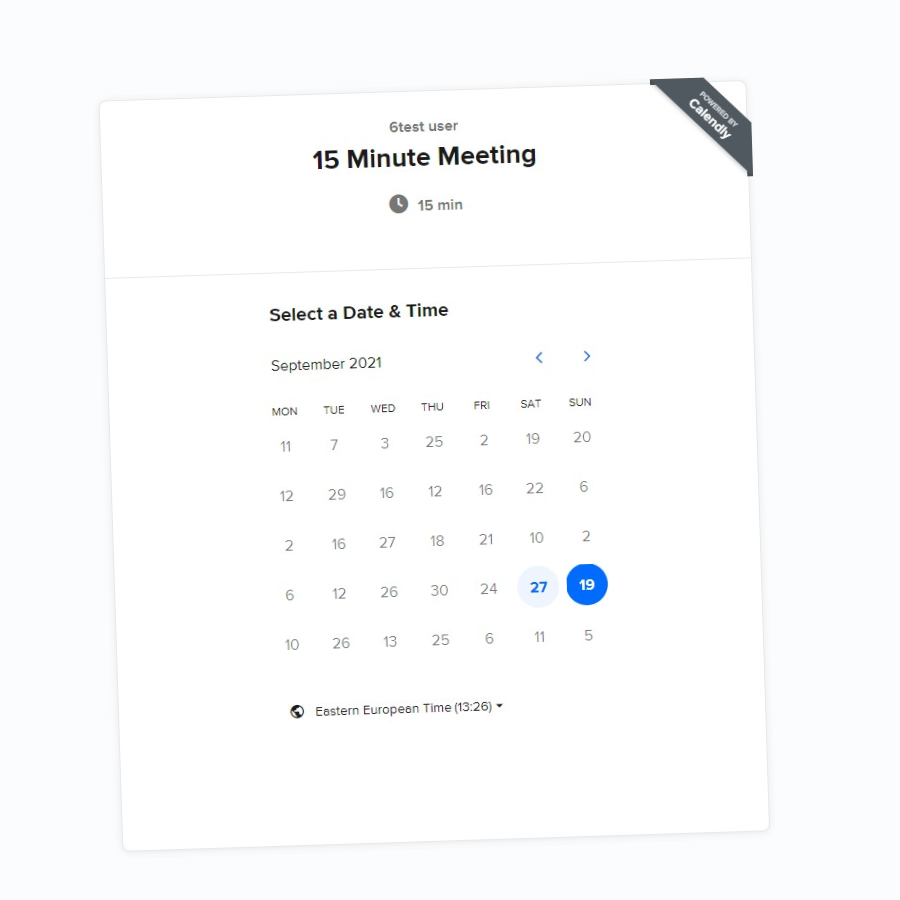 POWERED BY
Calendly
6test user
15 Minute Meeting
15 min
Select a Date & Time
September 2021
MON TUE WED THU FRI SAT SUN
11 7 3 25 2 19 20
12 29 16 12 16 22 6
2 16 27 18 21 10 2
6 12 26 30 24 27 19
10 26 13 25 6 11 5
Eastern European Time (13:26)